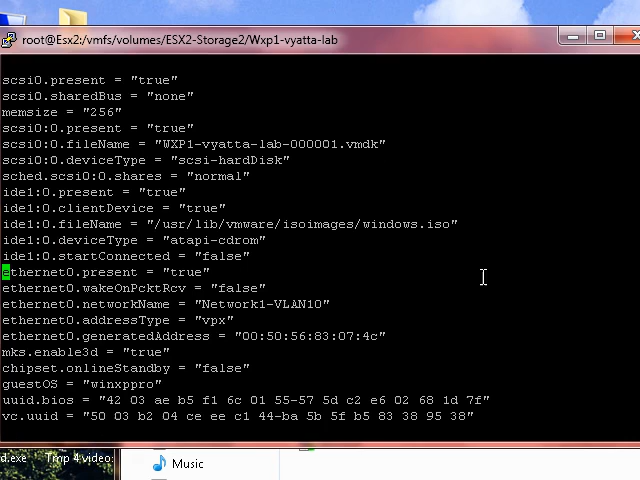 root@Esx2:/vmfs/volumes/ESX2-Storage2/Wxp1-vyatta-lab
scsi0.present = "true"
scsi0.sharedBus = "none"
memsize = "256"
scsi0:0.present = "true"
scsi0:0.fileName = "WXP1-vyatta-lab-000001.vmdk"
scsi0:0.deviceType = "scsi-hardDisk"
sched.scsi0:0.shares = "normal"
ide1:0.present = "true"
ide1:0.clientDevice = "true"
ide1:0.fileName = "/usr/lib/vmware/isoimages/windows.iso"
ide1:0.deviceType = "atapi-cdrom"
ide1:0.startConnected = "false"
ethernet0.present = "true"
ethernet0.wakeOnPcktRcv = "false"
ethernet0.networkName = "Network1-VLAN10"
ethernet0.addressType = "vpx"
ethernet0.generatedAddress = "00:50:56:83:07:4c"
mks.enable3d = "true"
chipset.onlineStandby = "false"
guestOS = "winxppro"
uuid.bios = "42 03 ae b5 f1 6c 01 55-57 5d c2 e6 02 68 1d 7f"
vc.uuid = "50 03 b2 04 ce ee c1 44-ba 5b 5f b5 83 38 95 38"
d.exe Tmp 4 video:
Music